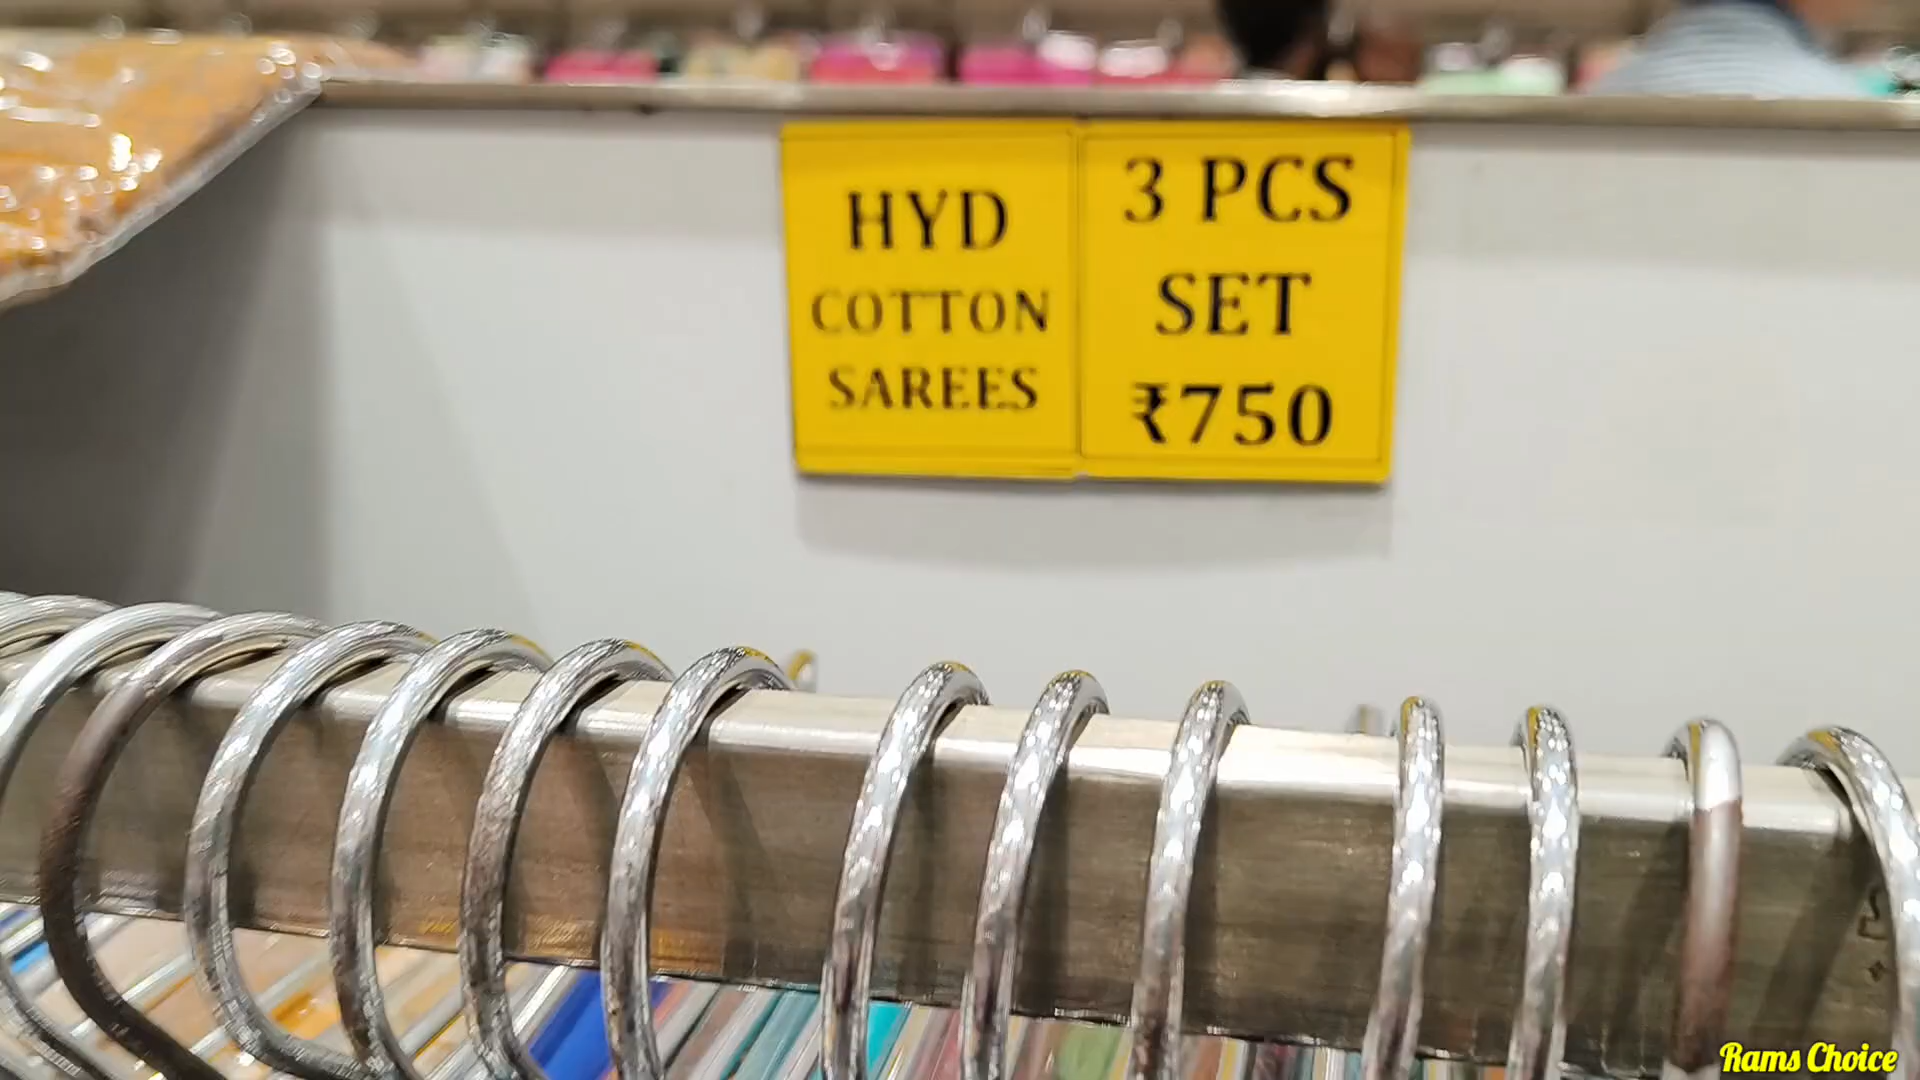 HYD
COTTON
SAREES
3 PCS
SET
₹750
Rams Choice